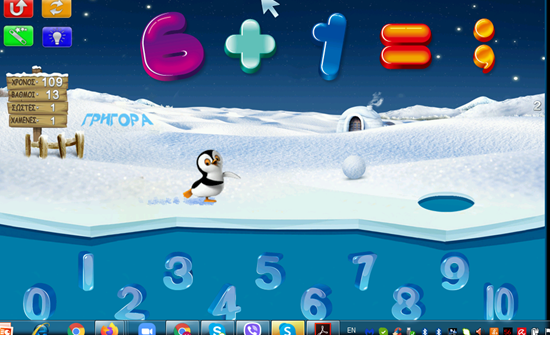 6 + 1 = ;
ΧΡΟΝΟΣ: 109
ΒΑΘΜΟΙ: 13
ΣΩΣΤΕΣ: 1
ΧΑΜΕΝΕΣ: 1
ΓΡΗΓΟΡΑ
2
1 3 5 7 9
0 2 4 6 8 10
EN